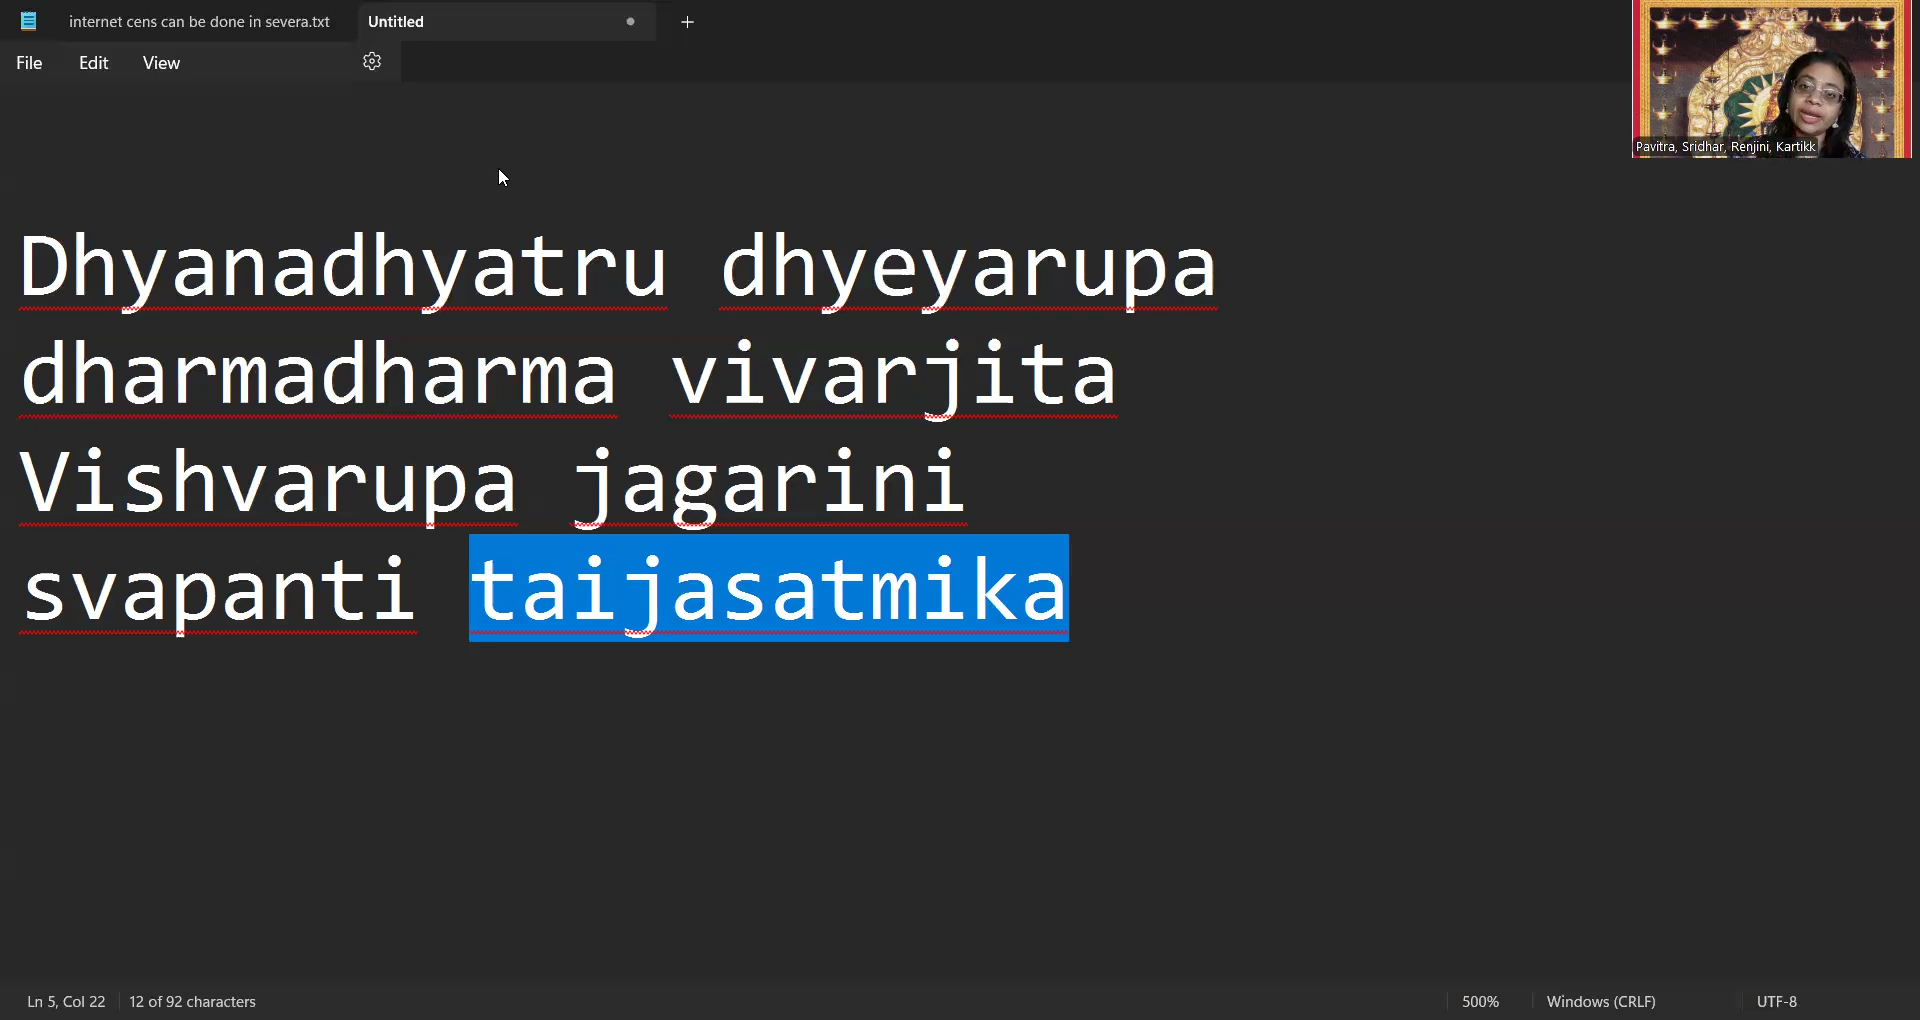 internet cens can be done in severa.txt
Untitled
File Edit View
Pavitra, Sridhar, Renjini, Kartikk
Dhyanadhyatru dhyeyarupa
dharmadharma vivarjita
Vishvarupa jagarini
svapanti taijasatmika
Ln 5, Col 22 12 of 92 characters 500% Windows (CRLF) UTF-8